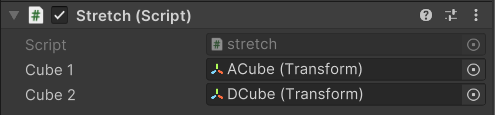 Stretch (Script)
Script stretch
Cube 1 ACube (Transform)
Cube 2 DCube (Transform)